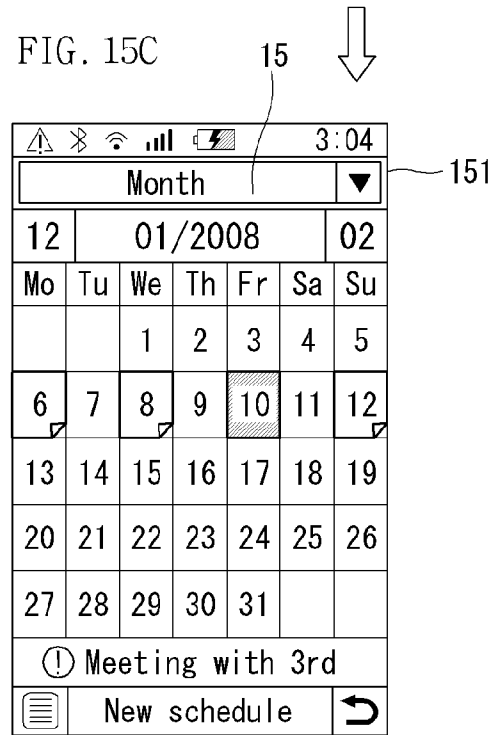 FIG. 15C
15
3:04
Month
151
12 01/2008 02
Mo Tu We Th Fr Sa Su
1 2 3 4 5
6 7 8 9 10 11 12
13 14 15 16 17 18 19
20 21 22 23 24 25 26
27 28 29 30 31
Meeting with 3rd
New schedule